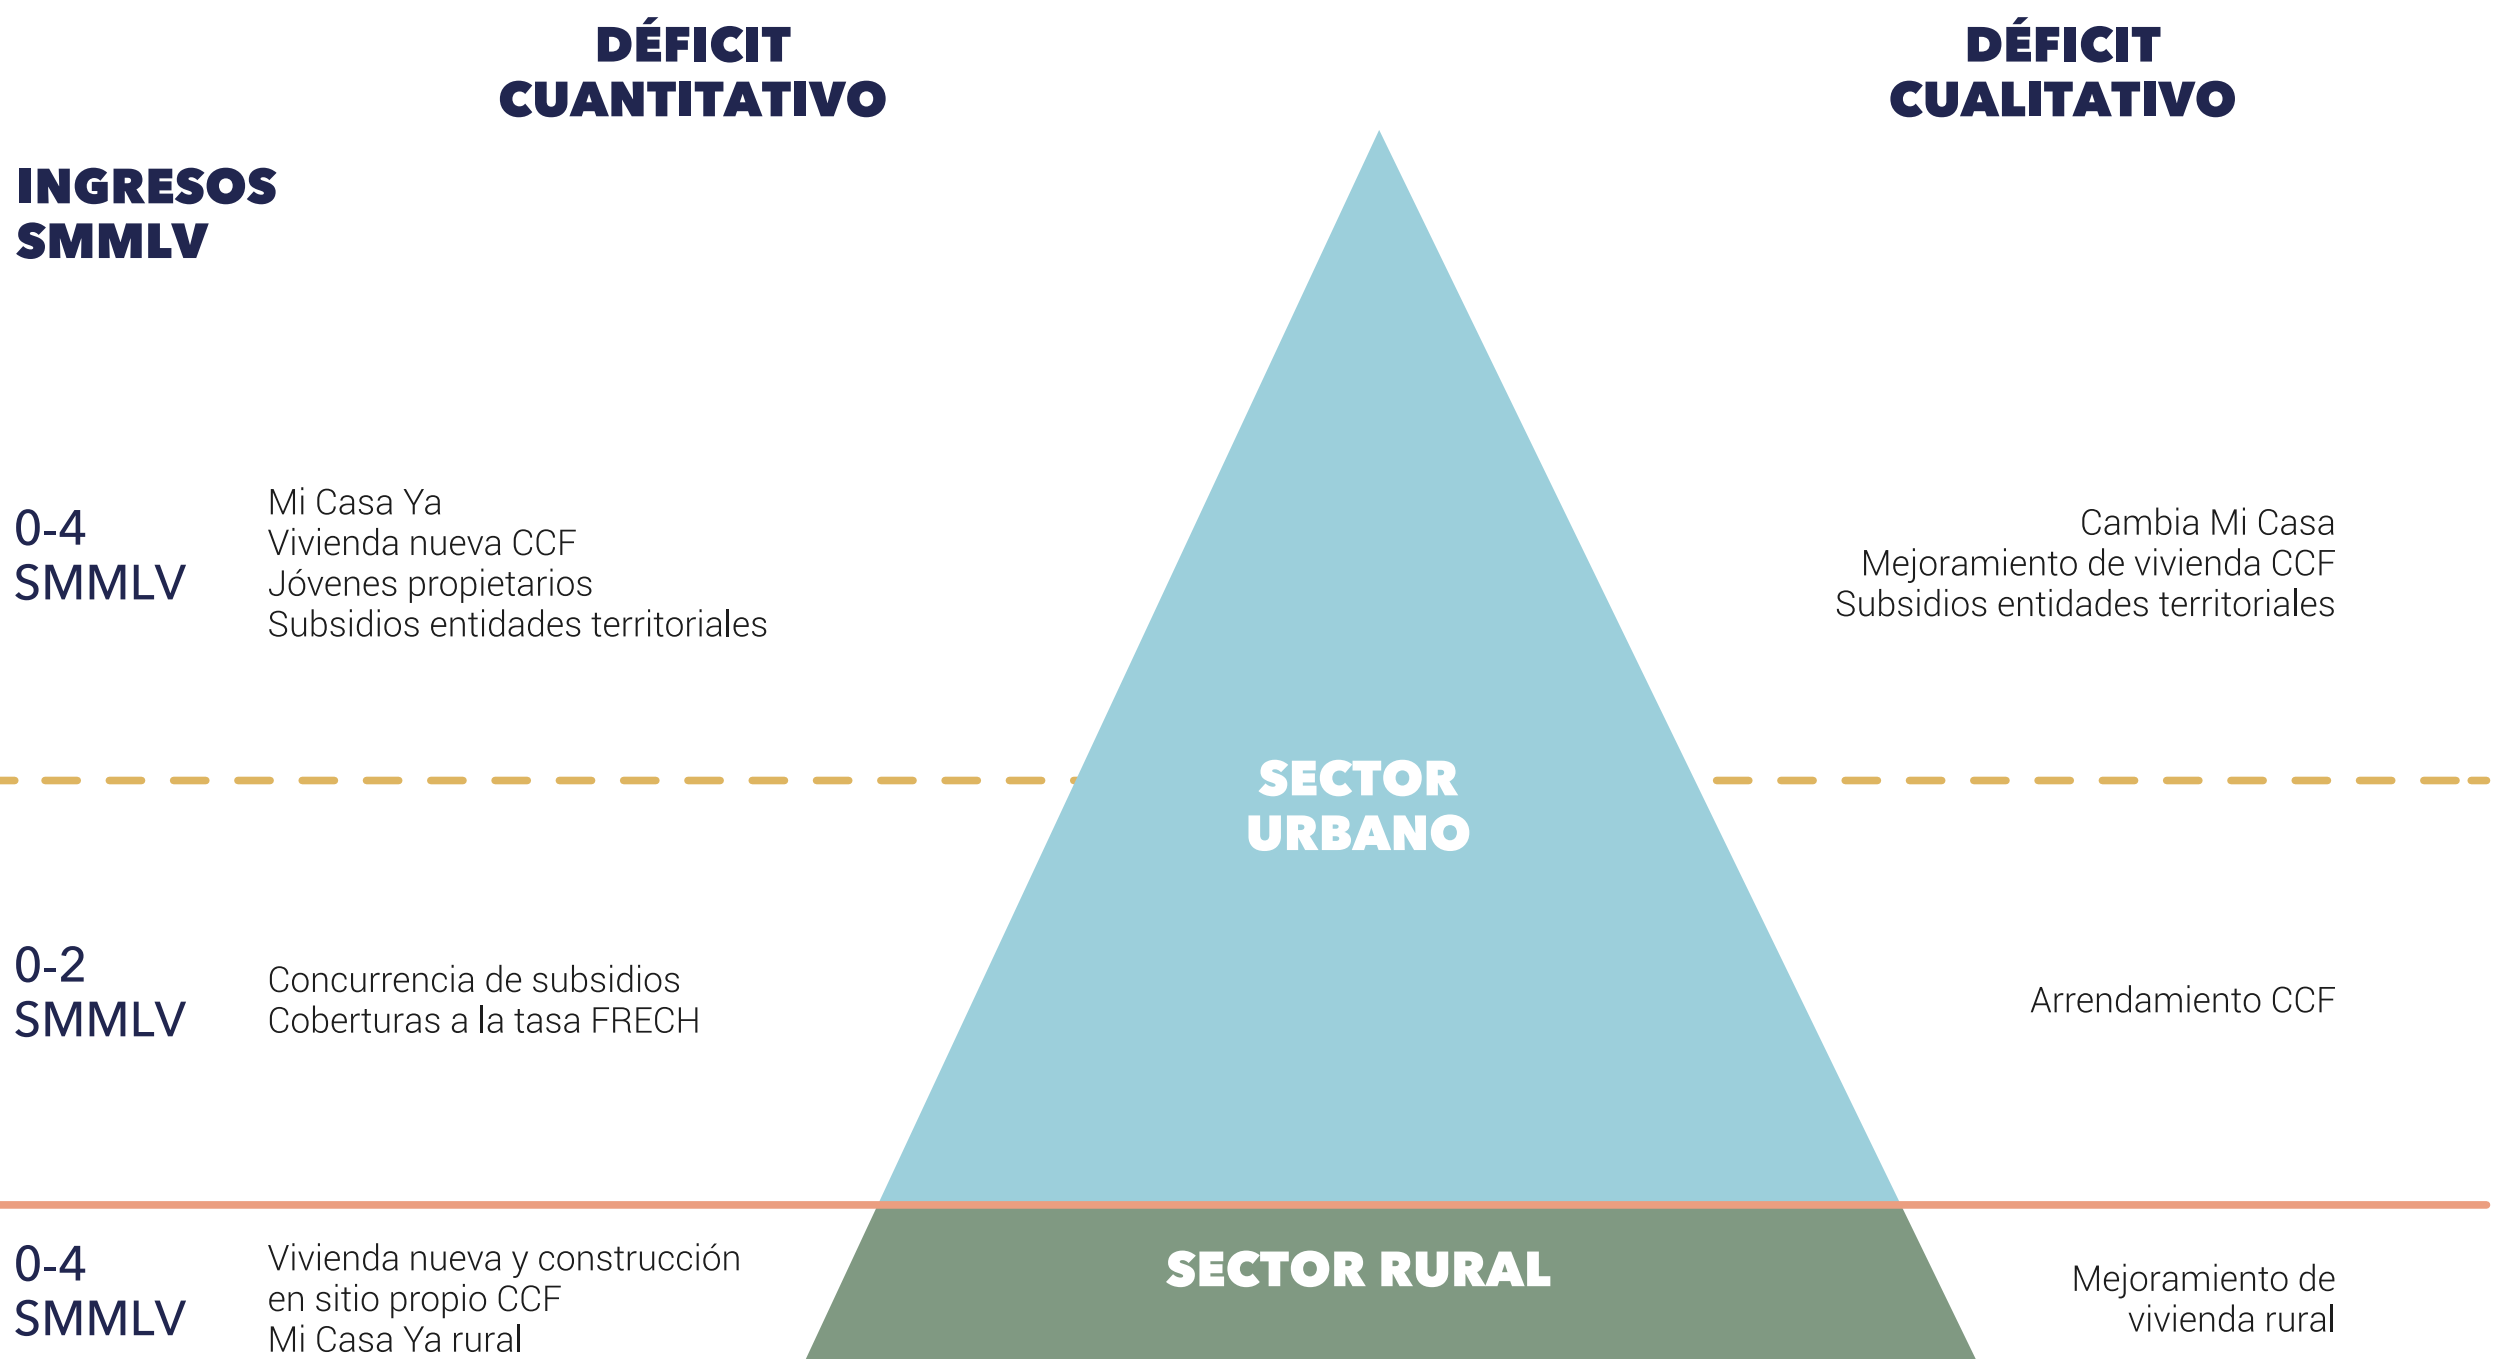 DÉFICIT
CUANTITATIVO
DÉFICIT
CUALITATIVO
INGRESOS
SMMLV
0-4
SMMLV
Mi Casa Ya
Vivienda nueva CCF
Jóvenes propietarios
Subsidios entidades territoriales
Cambia Mi Casa
Mejoramiento de vivienda CCF
Subsidios entidades territoriales
SECTOR
URBANO
0-2
SMMLV
Concurrencia de subsidios
Coberturas a la tasa FRECH
Arrendamiento CCF
0-4
SMMLV
Vivienda nueva y construcción
en sitio propio CCF
Mi Casa Ya rural
SECTOR RURAL
Mejoramiento de
vivienda rural